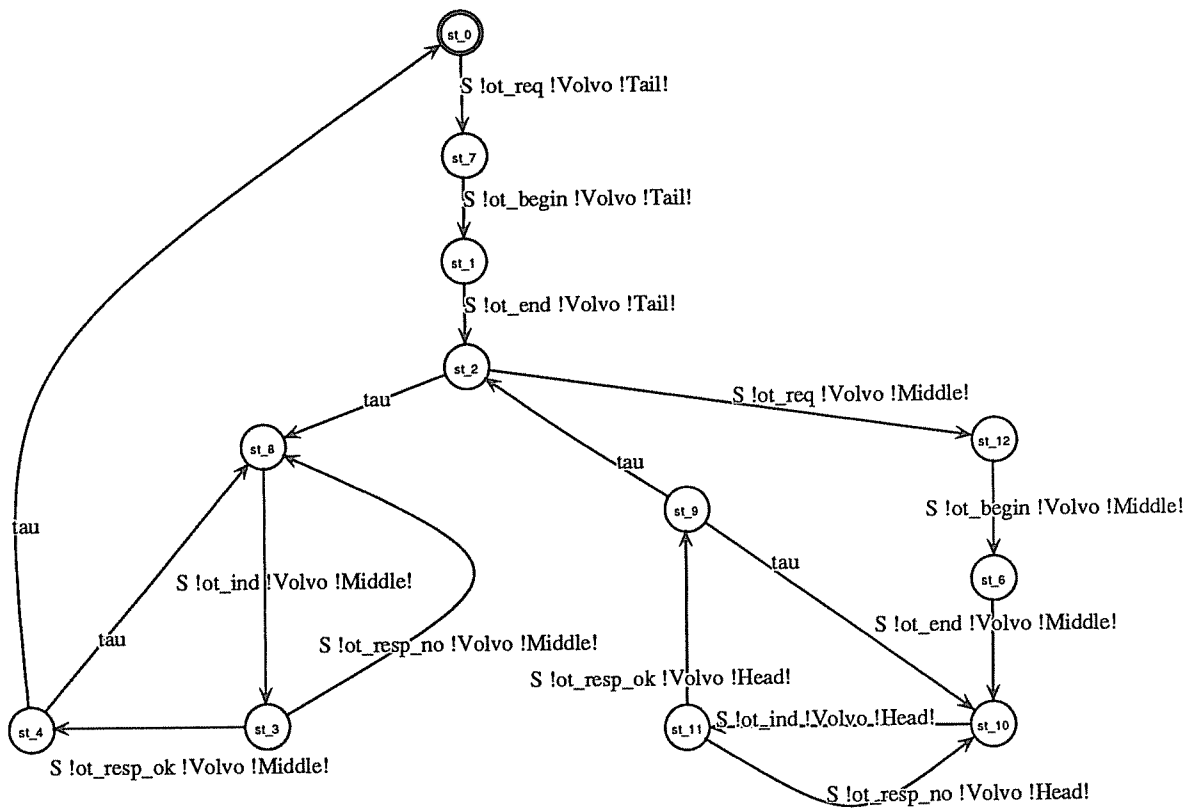 st_0
S !ot_req !Volvo !Tail!
st_7
S !ot_begin !Volvo !Tail!
st_1
S !ot_end !Volvo !Tail!
st_2
tau
S !ot_req !Volvo !Middle!
st_12
st_8
tau
st_9
S !ot_begin !Volvo !Middle!
tau
tau
st_6
S !ot_ind !Volvo !Middle!
S !ot_end !Volvo !Middle!
tau
S !ot_resp_no !Volvo !Middle!
S !ot_resp_ok !Volvo !Head!
st_4
st_3
st_11
S !ot_ind !Volvo !Head!
st_10
S !ot_resp_ok !Volvo !Middle!
S !ot_resp_no !Volvo !Head!